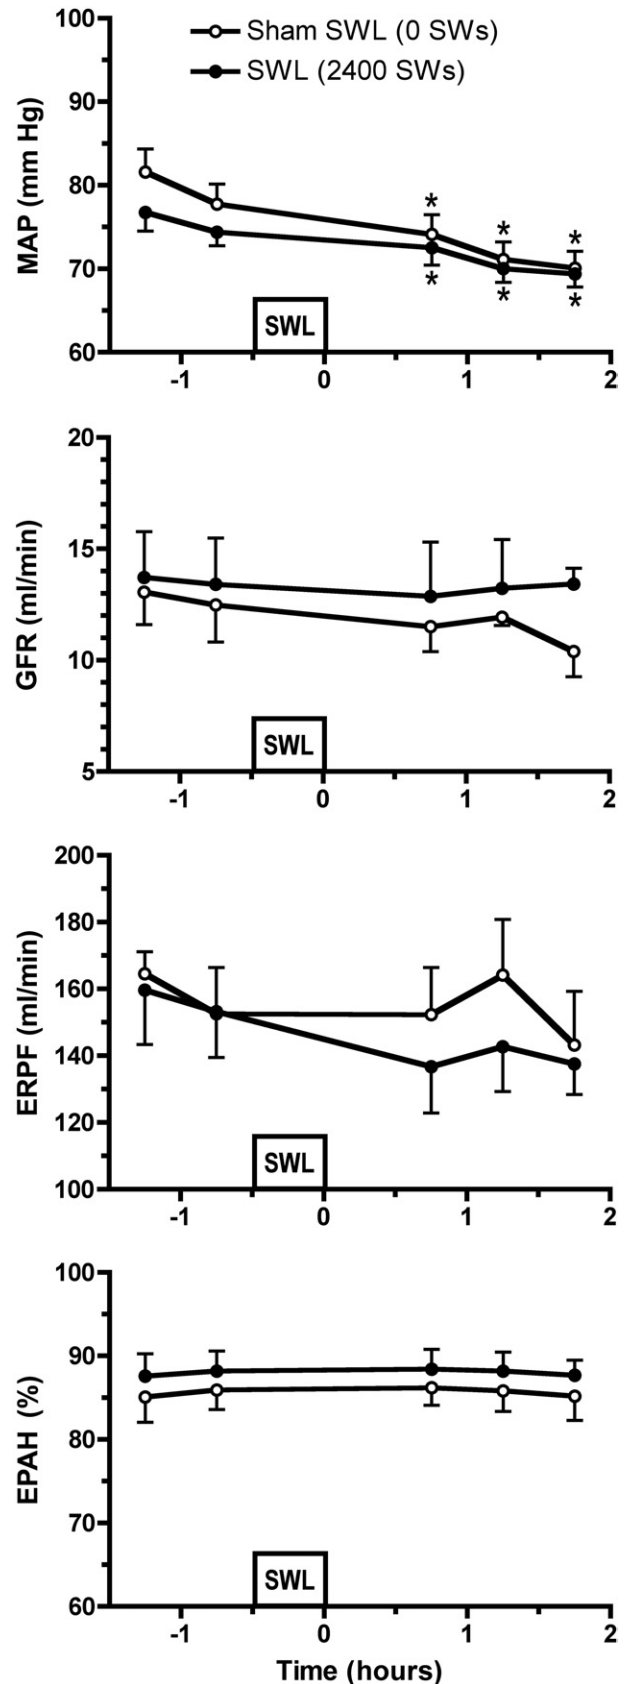 Sham SWL (0 SWs)
SWL (2400 SWs)
MAP (mm Hg)
100
90
80
70
60
* * *
* * *
SWL
-1 0 1 2
GFR (ml/min)
20
15
10
5
SWL
-1 0 1 2
ERPF (ml/min)
200
180
160
140
120
100
SWL
-1 0 1 2
EPAH (%)
100
90
80
70
60
SWL
-1 0 1 2
Time (hours)